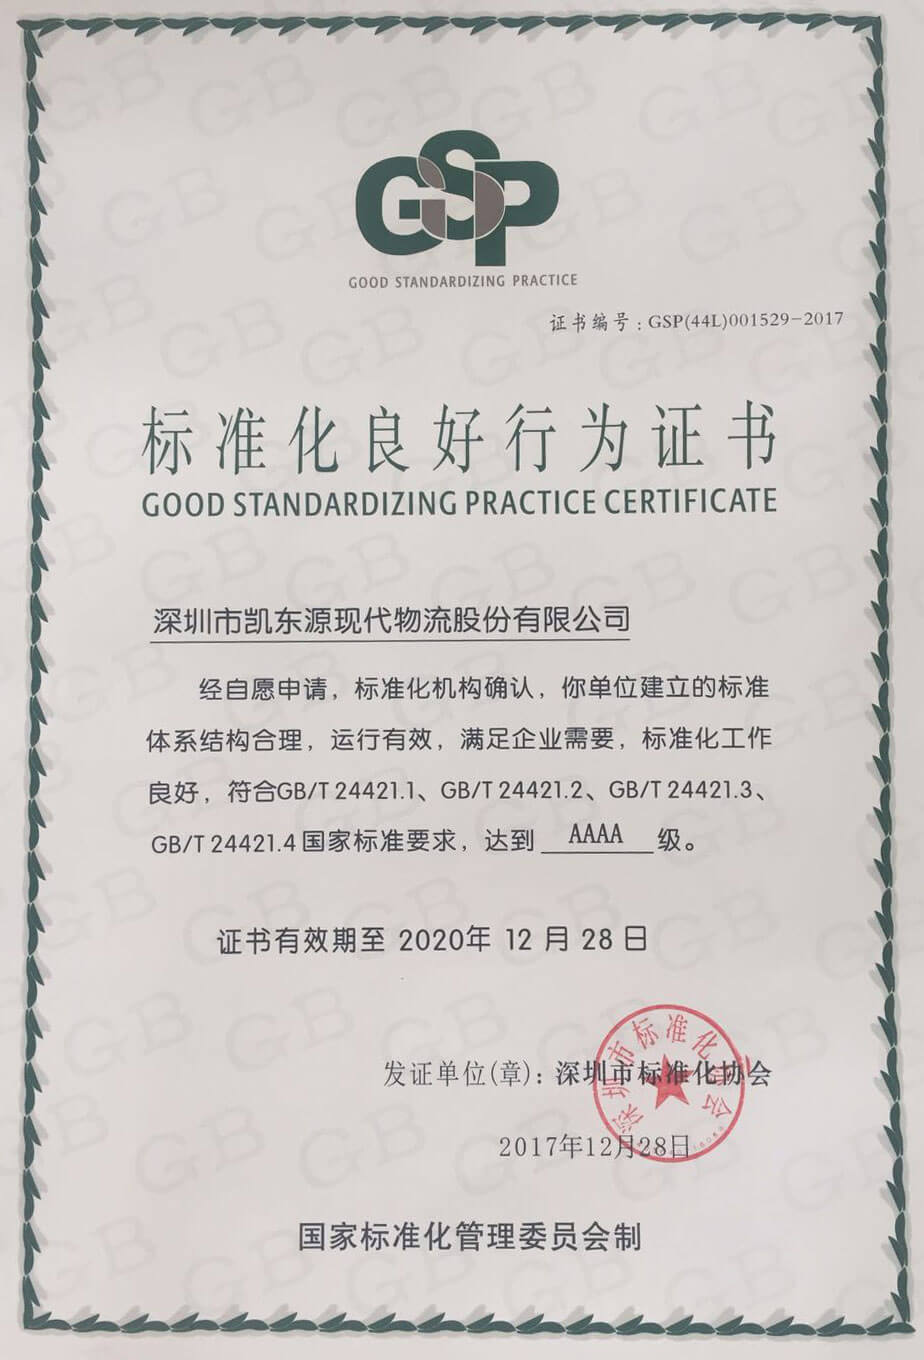 GSP
GOOD STANDARDIZING PRACTICE
证书编号:GSP(44L)001529-2017
标准化良好行为证书
GOOD STANDARDIZING PRACTICE CERTIFICATE
深圳市凯东源现代物流股份有限公司
经自愿申请，标准化机构确认，你单位建立的标准
体系结构合理，运行有效，满足企业需要，标准化工作
良好，符合GB/T 24421.1、GB/T 24421.2、GB/T 24421.3、
GB/T 24421.4 国家标准要求，达到 AAAA 级。
证书有效期至 2020年 12 月 28 日
发证单位(章)：深圳市标准化协会
深圳市标准化协会
2017年12月28日
国家标准化管理委员会制